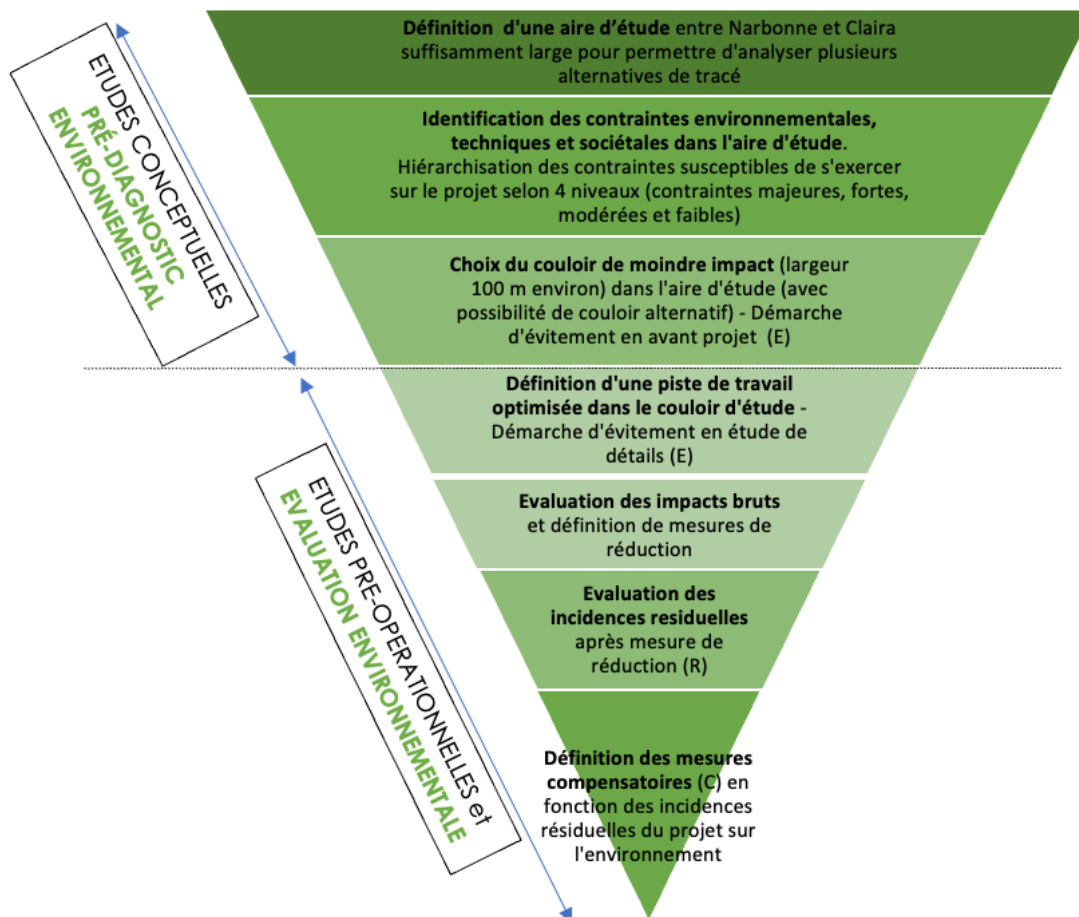 Définition d'une aire d'étude entre Narbonne et Claira
suffisamment large pour permettre d'analyser plusieurs
alternatives de tracé
Identification des contraintes environnementales,
techniques et sociétales dans l'aire d'étude.
Hiérarchisation des contraintes susceptibles de s'exercer
sur le projet selon 4 niveaux (contraintes majeures, fortes,
modérées et faibles)
Choix du couloir de moindre impact (largeur
100 m environ) dans l'aire d'étude (avec
possibilité de couloir alternatif) - Démarche
d'évitement en avant projet (E)
ETUDES CONCEPTUELLES
PRÉ-DIAGNOSTIC
ENVIRONNEMENTAL
Définition d'une piste de travail
optimisée dans le couloir d'étude -
Démarche d'évitement en étude de
détails (E)
Evaluation des impacts bruts
et définition de mesures de
réduction
Evaluation des
incidences residuelles
après mesure de
réduction (R)
Définition des mesures
compensatoires (C) en
fonction des incidences
résiduelles du projet sur
l'environnement
ETUDES PRE-OPERATIONNELLES et
EVALUATION ENVIRONNEMENTALE